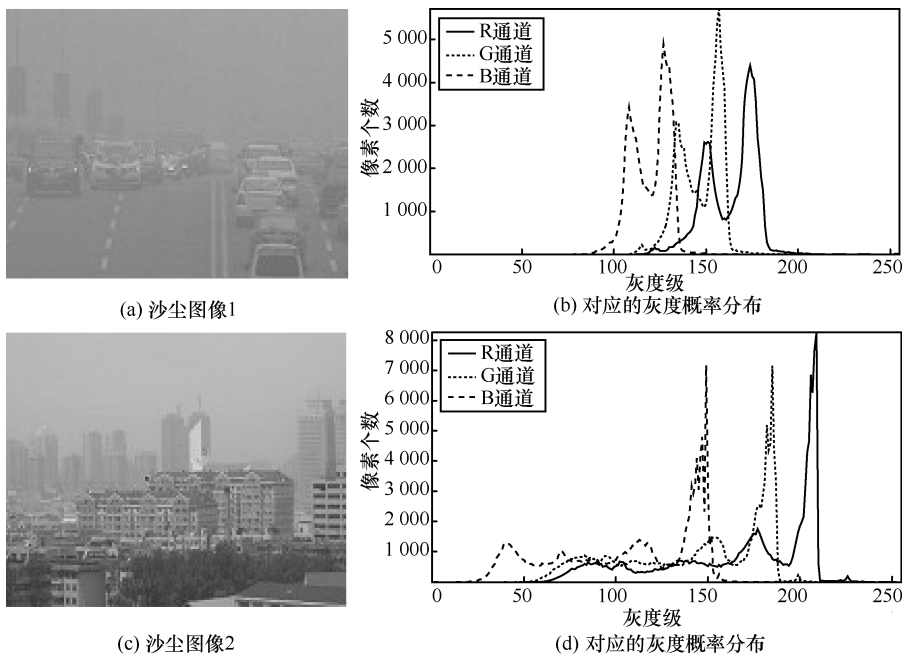 R通道
G通道
B通道
像素个数
5 000
4 000
3 000
2 000
1 000
0
50
100
150
200
250
灰度级
(a) 沙尘图像1
(b) 对应的灰度概率分布
R通道
G通道
B通道
像素个数
8 000
7 000
6 000
5 000
4 000
3 000
2 000
1 000
0
50
100
150
200
250
灰度级
(c) 沙尘图像2
(d) 对应的灰度概率分布